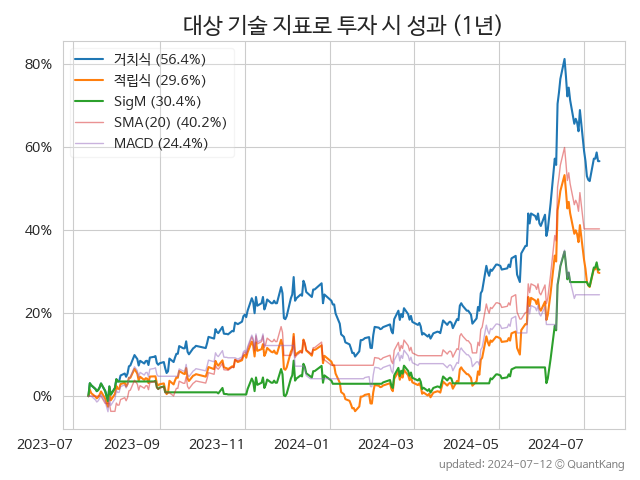 대상 기술 지표로 투자 시 성과 (1년)
거치식 (56.4%)
적립식 (29.6%)
SigM (30.4%)
SMA(20) (40.2%)
MACD (24.4%)
80%
60%
40%
20%
0%
2023-07 2023-09 2023-11 2024-01 2024-03 2024-05 2024-07
updated: 2024-07-12 © QuantKang